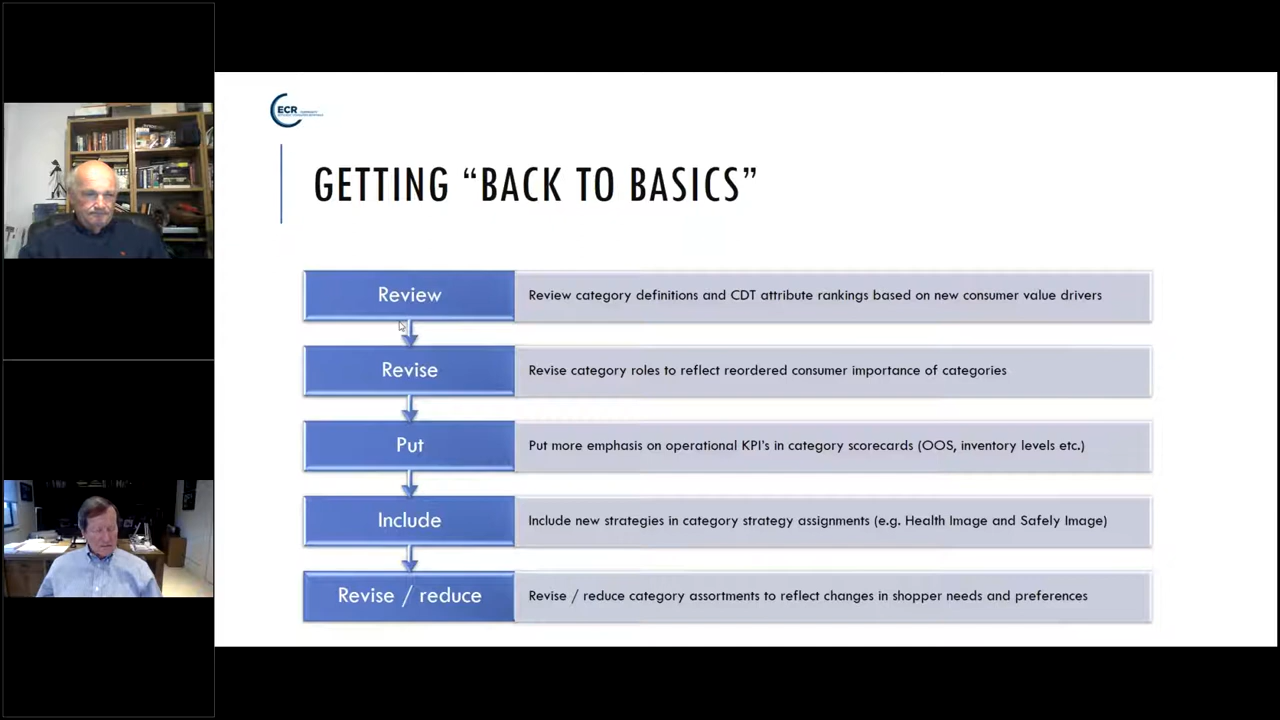 ECR
GETTING “BACK TO BASICS”
Review
Review category definitions and CDT attribute rankings based on new consumer value drivers
Revise
Revise category roles to reflect reordered consumer importance of categories
Put
Put more emphasis on operational KPI's in category scorecards (OOS, inventory levels etc.)
Include
Include new strategies in category strategy assignments (e.g. Health Image and Safely Image)
Revise / reduce
Revise / reduce category assortments to reflect changes in shopper needs and preferences